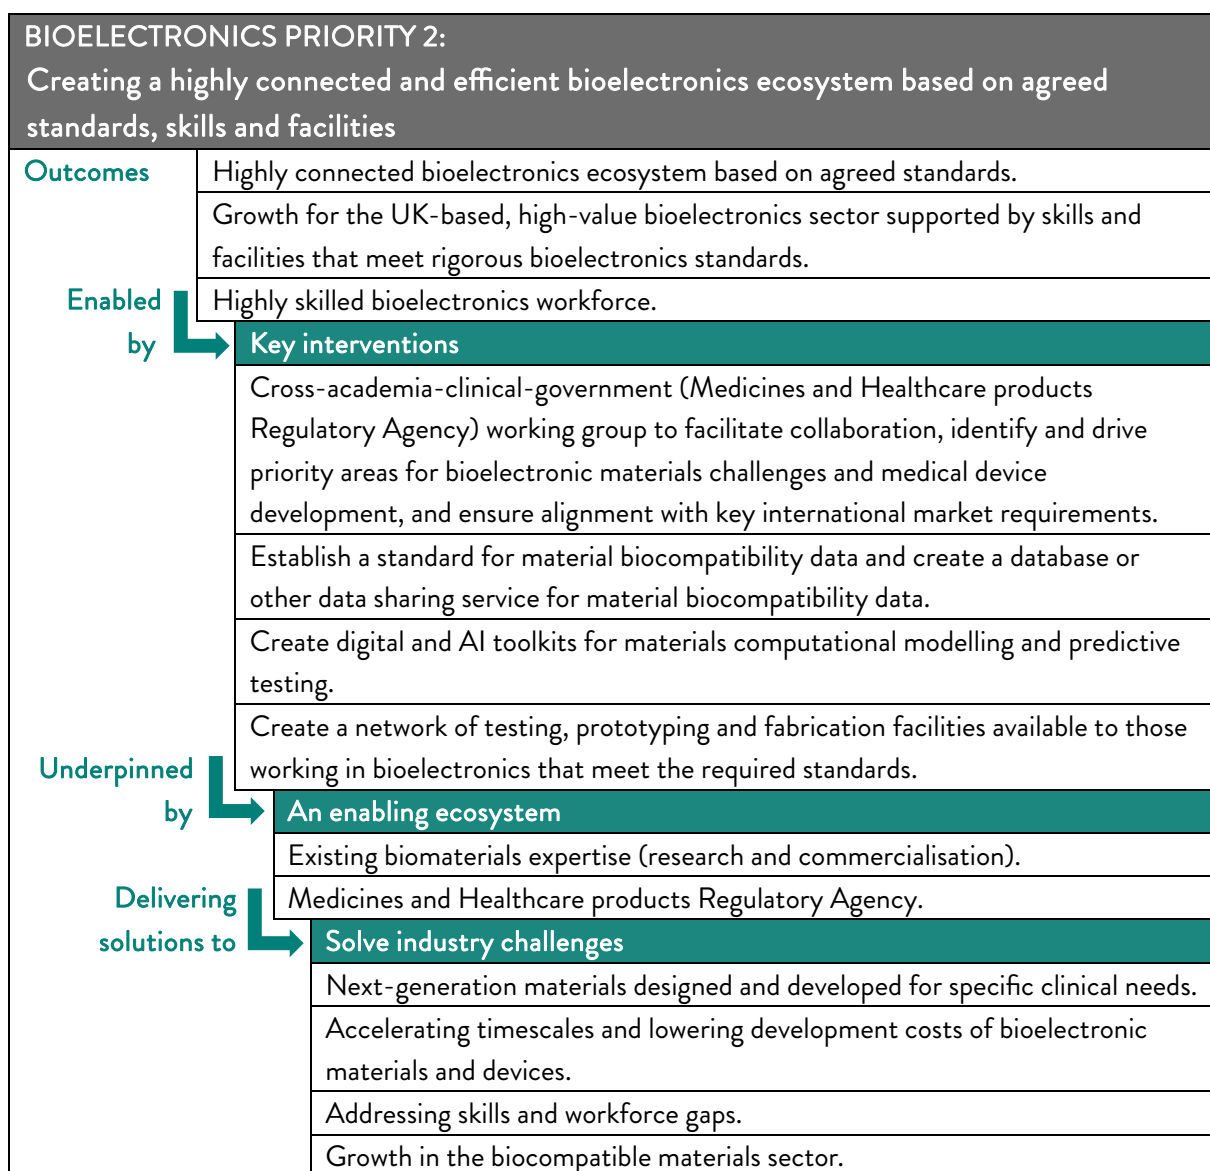 BIOELECTRONICS PRIORITY 2:
Creating a highly connected and efficient bioelectronics ecosystem based on agreed
standards, skills and facilities
Outcomes
Highly connected bioelectronics ecosystem based on agreed standards.
Growth for the UK-based, high-value bioelectronics sector supported by skills and
facilities that meet rigorous bioelectronics standards.
Highly skilled bioelectronics workforce.
Enabled
by
Key interventions
Cross-academia-clinical-government (Medicines and Healthcare products
Regulatory Agency) working group to facilitate collaboration, identify and drive
priority areas for bioelectronic materials challenges and medical device
development, and ensure alignment with key international market requirements.
Establish a standard for material biocompatibility data and create a database or
other data sharing service for material biocompatibility data.
Create digital and AI toolkits for materials computational modelling and predictive
testing.
Create a network of testing, prototyping and fabrication facilities available to those
working in bioelectronics that meet the required standards.
Underpinned
by
An enabling ecosystem
Existing biomaterials expertise (research and commercialisation).
Medicines and Healthcare products Regulatory Agency.
Delivering
solutions to
Solve industry challenges
Next-generation materials designed and developed for specific clinical needs.
Accelerating timescales and lowering development costs of bioelectronic
materials and devices.
Addressing skills and workforce gaps.
Growth in the biocompatible materials sector.